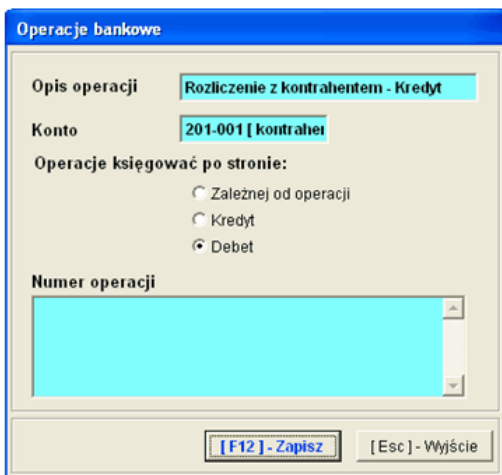 Operacje bankowe
Opis operacji Rozliczenie z kontrahentem - Kredyt
Konto 201-001 [ kontrahe
Operacje księgować po stronie:
Zależnej od operacji
Kredyt
Debet
Numer operacji
[ F12 ] - Zapisz [ Esc ] - Wyjście